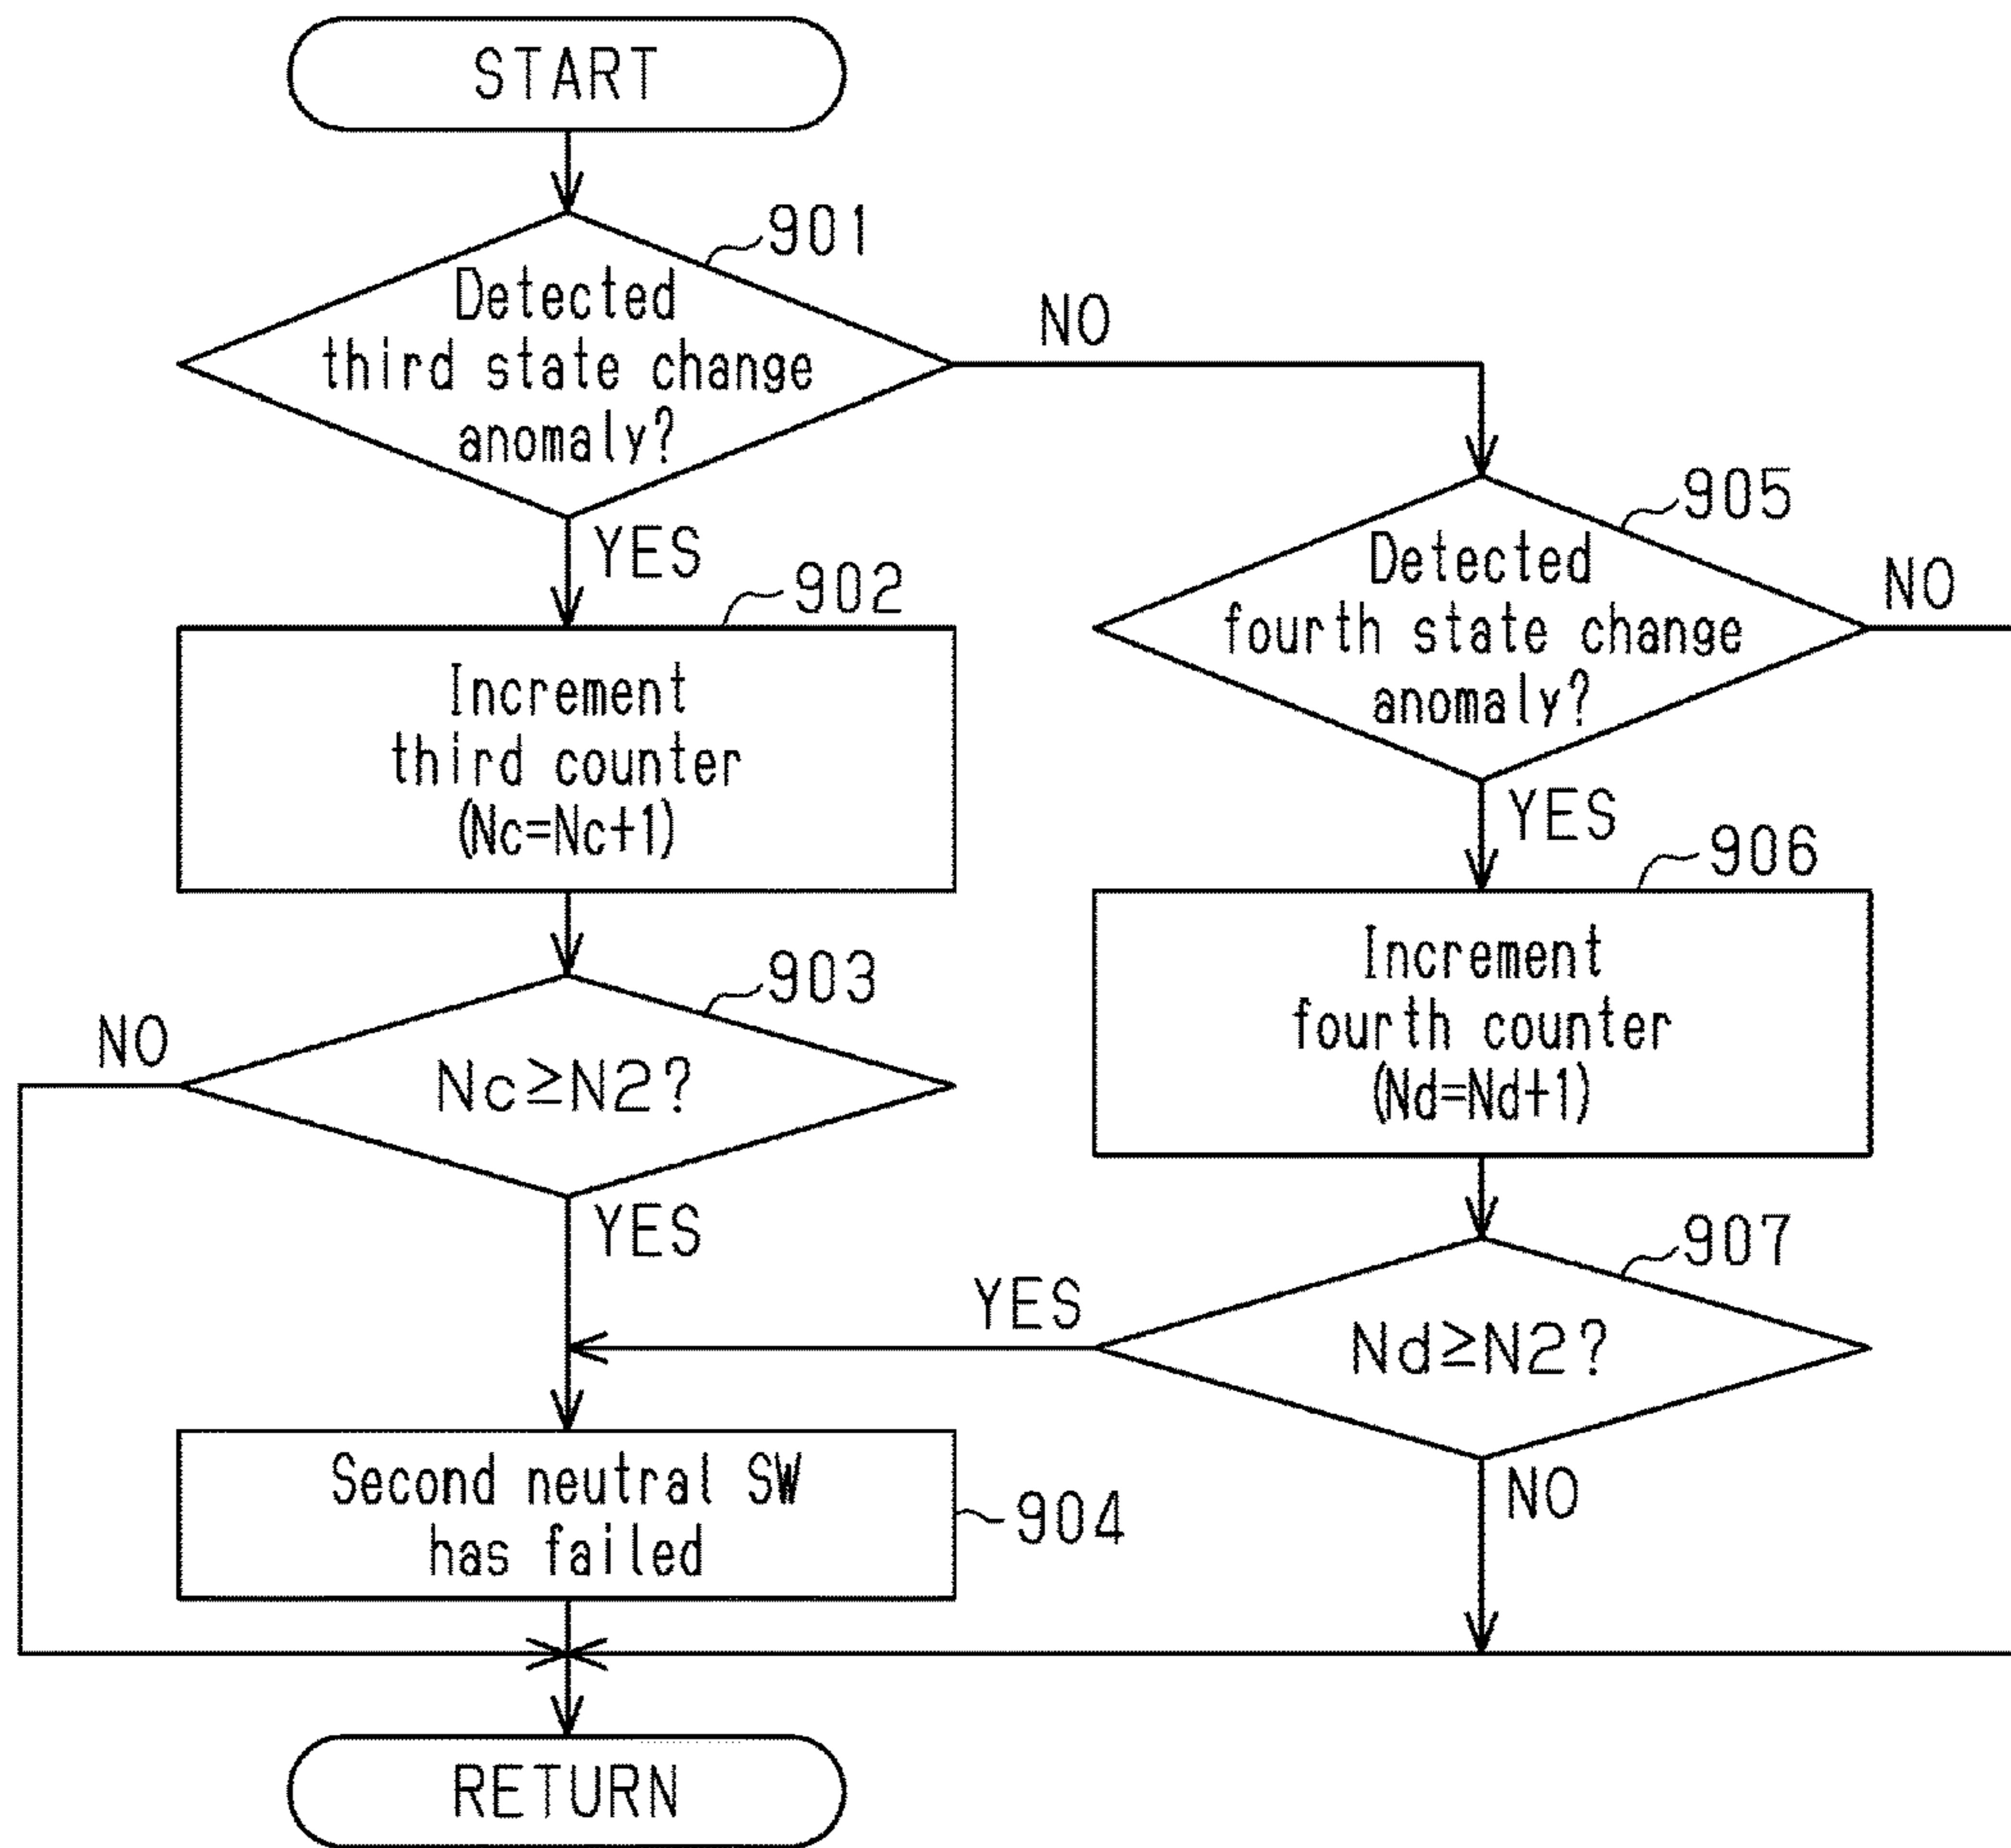 START
901
Detected
third state change
anomaly?
NO
YES
902
Increment
third counter
(Nc=Nc+1)
903
Nc≥N2?
NO
YES
Second neutral SW
has failed
904
905
Detected
fourth state change
anomaly?
NO
YES
906
Increment
fourth counter
(Nd=Nd+1)
907
Nd≥N2?
YES
NO
RETURN